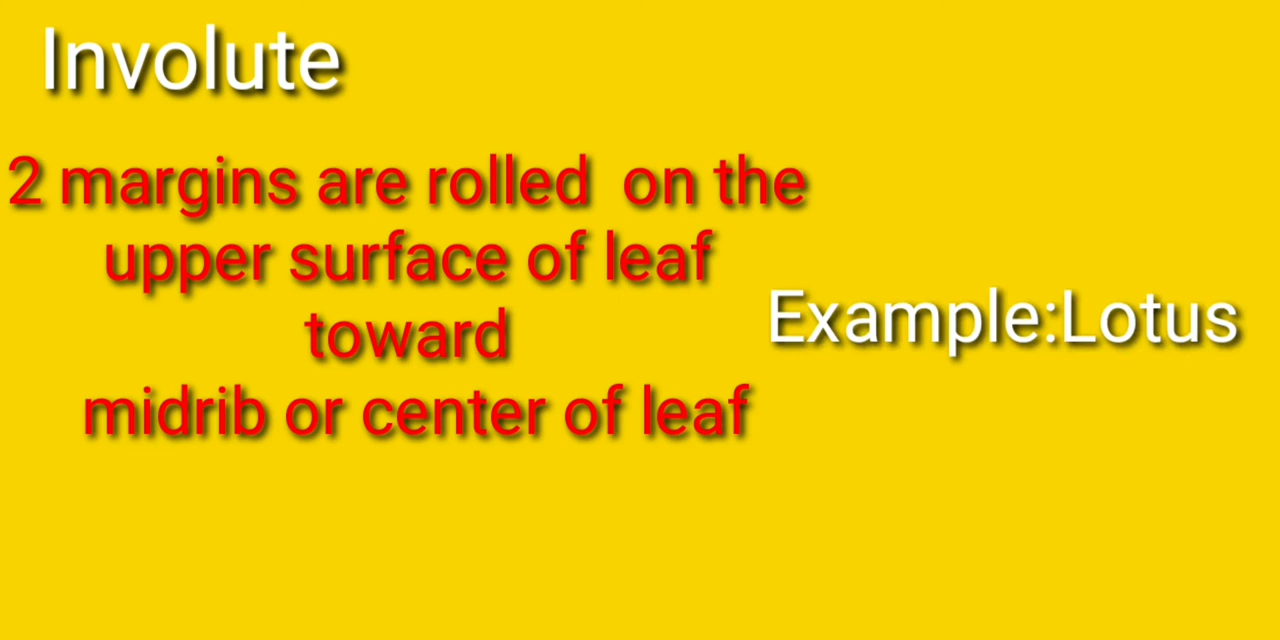 Involute
2 margins are rolled  on the
upper surface of leaf
toward
midrib or center of leaf
Example:Lotus